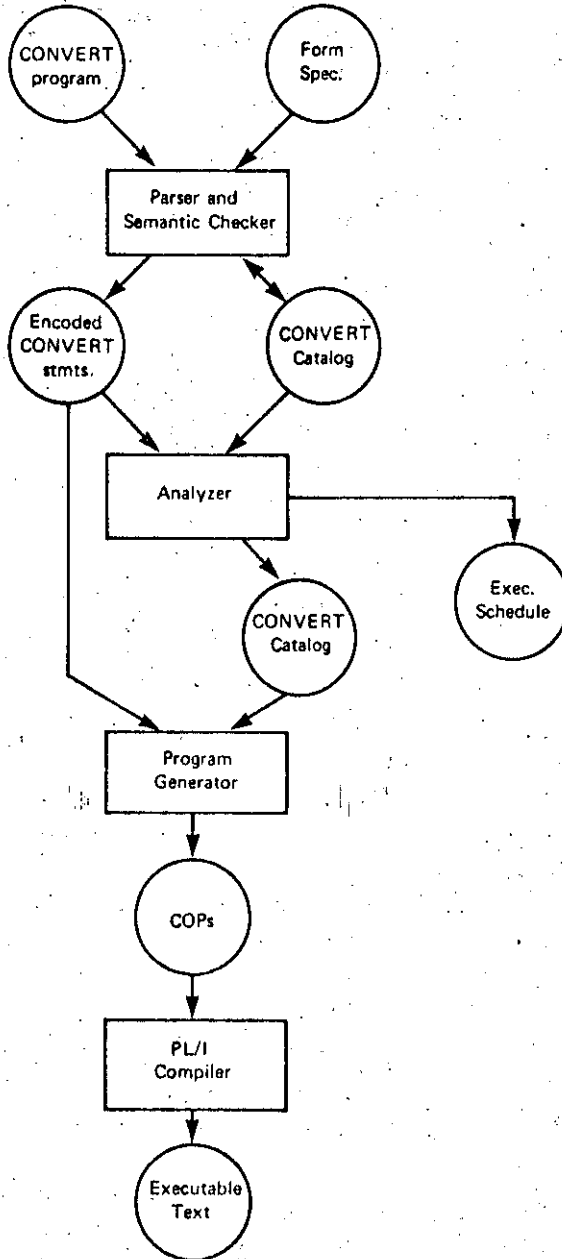 CONVERT
program
Form
Spec.
Parser and
Semantic Checker
Encoded
CONVERT
stmts.
CONVERT
Catalog
Analyzer
Exec.
Schedule
CONVERT
Catalog
Program
Generator
COPs
PL/I
Compiler
Executable
Text